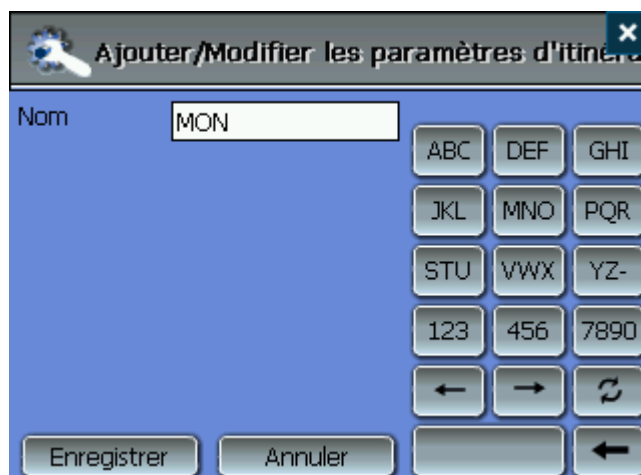 Ajouter/Modifier les paramètres d'itinéra
Nom MON
ABC DEF GHI
JKL MNO PQR
STU VWX YZ-
123 456 7890
← → 
Enregistrer Annuler ←